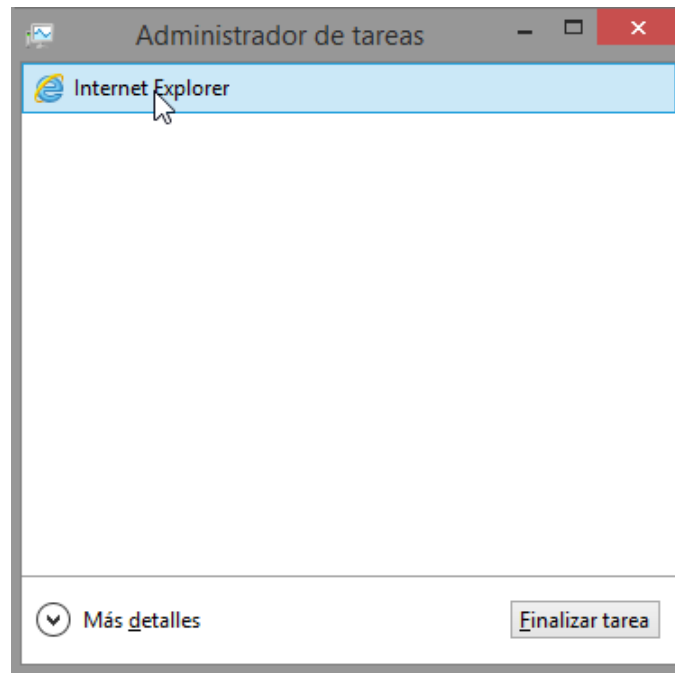 Administrador de tareas
Internet Explorer
Más detalles
Finalizar tarea